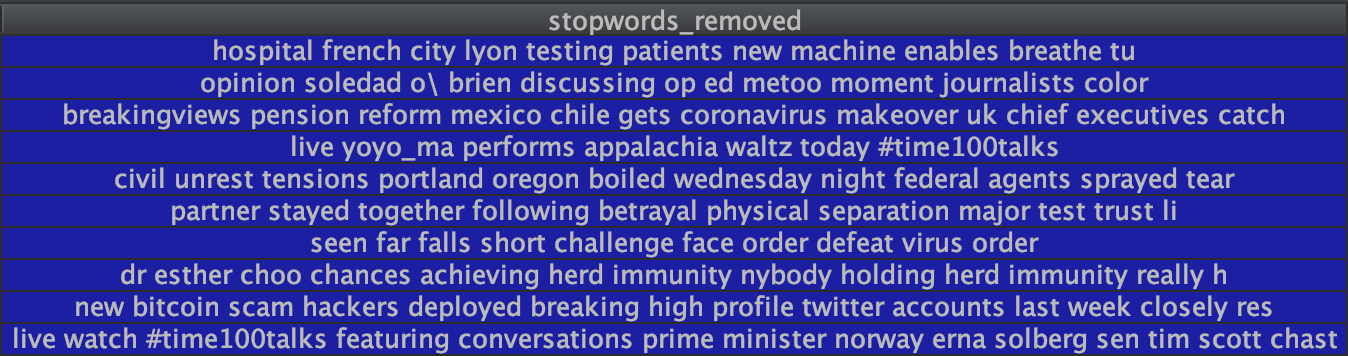 stopwords_removed
hospital french city lyon testing patients new machine enables breathe tu
opinion soledad o\ brien discussing op ed metoo moment journalists color
breakingviews pension reform mexico chile gets coronavirus makeover uk chief executives catch
live yoyo_ma performs appalachia waltz today #time100talks
civil unrest tensions portland oregon boiled wednesday night federal agents sprayed tear
partner stayed together following betrayal physical separation major test trust li
seen far falls short challenge face order defeat virus order
dr esther choo chances achieving herd immunity nybody holding herd immunity really h
new bitcoin scam hackers deployed breaking high profile twitter accounts last week closely res
live watch #time100talks featuring conversations prime minister norway erna solberg sen tim scott chast